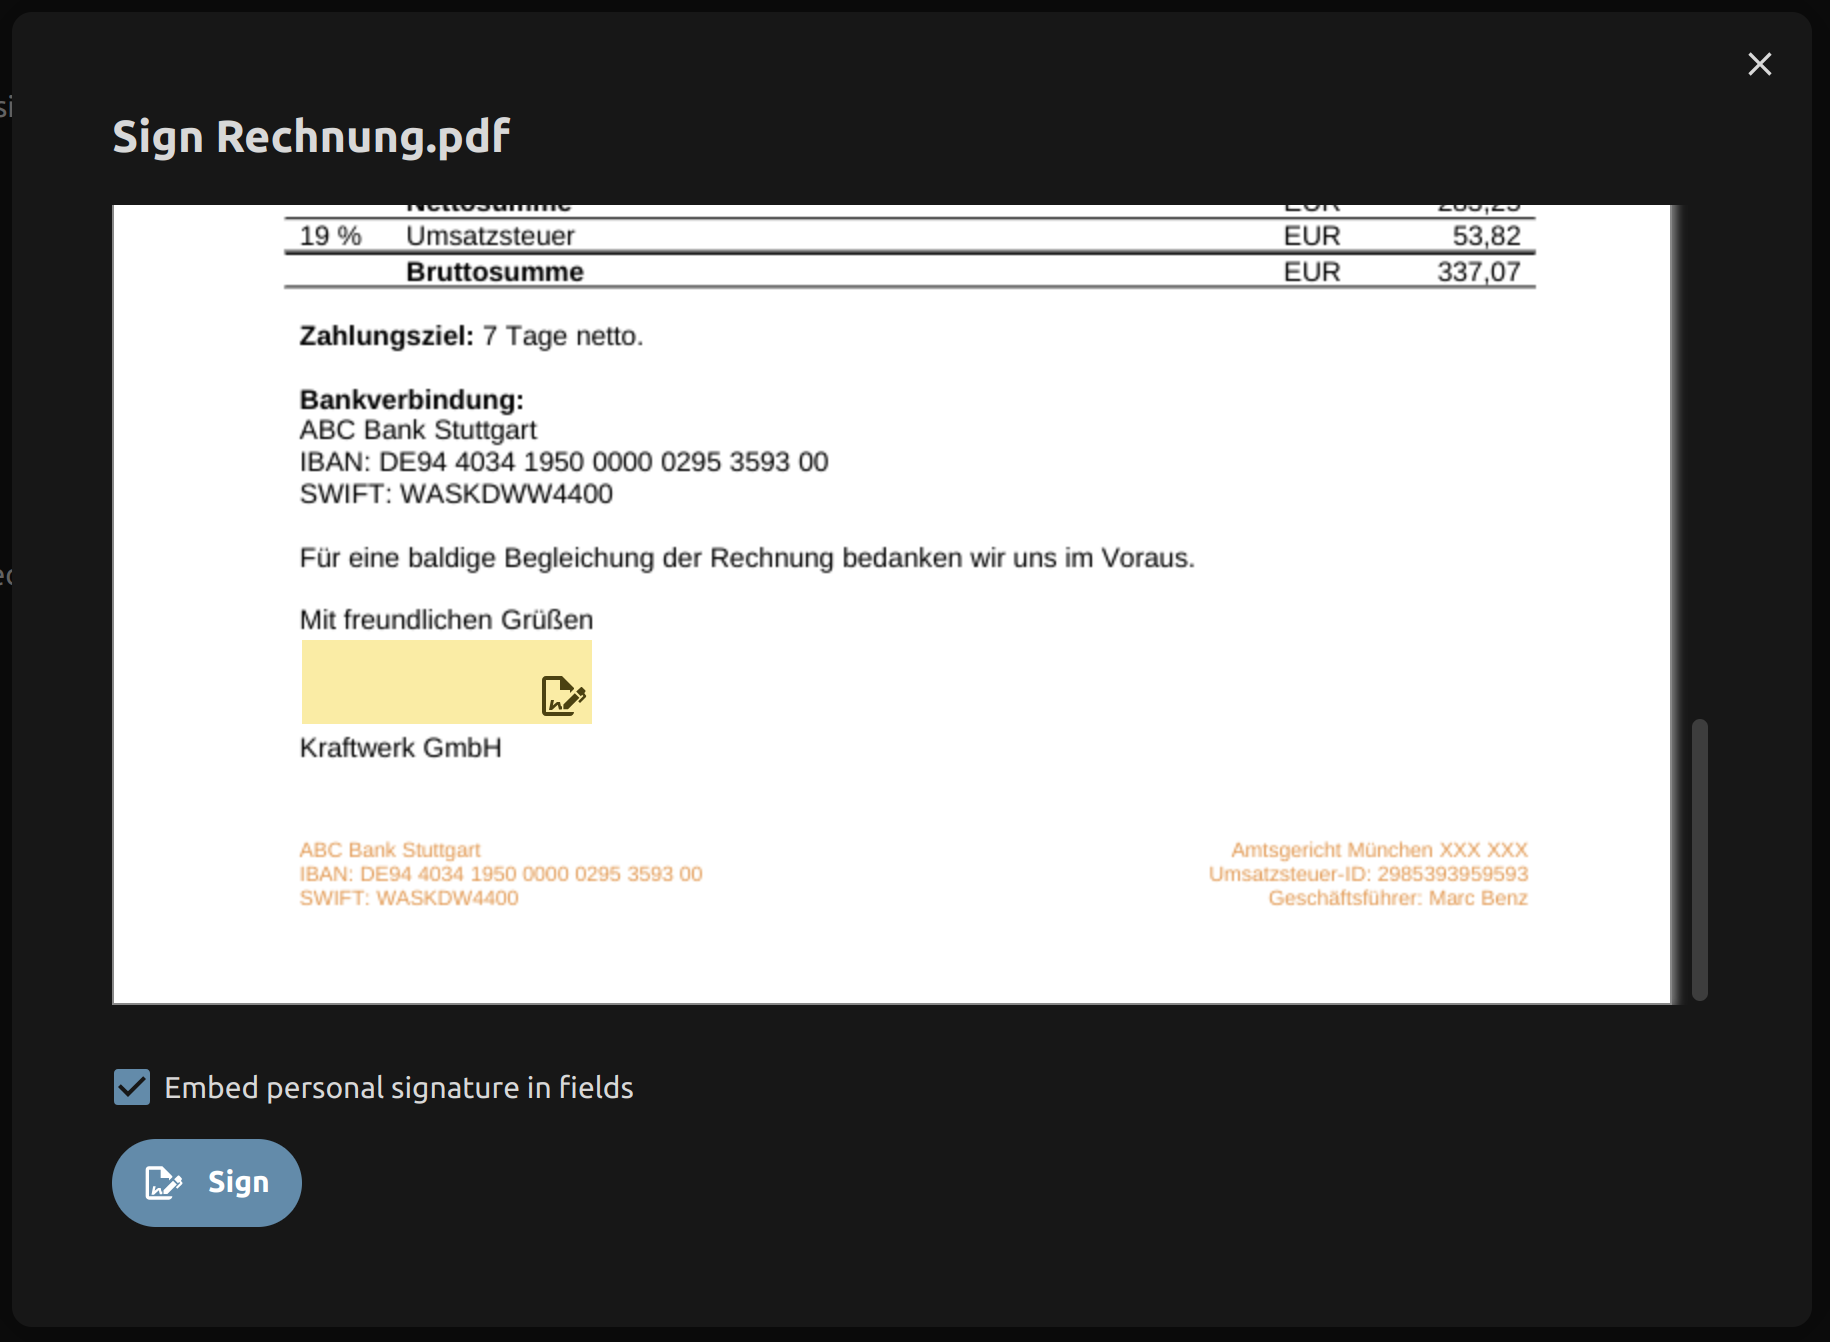 Sign Rechnung.pdf
Nettosumme EUR 283,25
19 % Umsatzsteuer EUR 53,82
Bruttosumme EUR 337,07
Zahlungsziel: 7 Tage netto.
Bankverbindung:
ABC Bank Stuttgart
IBAN: DE94 4034 1950 0000 0295 3593 00
SWIFT: WASKDWW4400
Für eine baldige Begleichung der Rechnung bedanken wir uns im Voraus.
Mit freundlichen Grüßen
Kraftwerk GmbH
ABC Bank Stuttgart
IBAN: DE94 4034 1950 0000 0295 3593 00
SWIFT: WASKDW4400
Amtsgericht München XXX XXX
Umsatzsteuer-ID: 2985393959593
Geschäftsführer: Marc Benz
Embed personal signature in fields
Sign